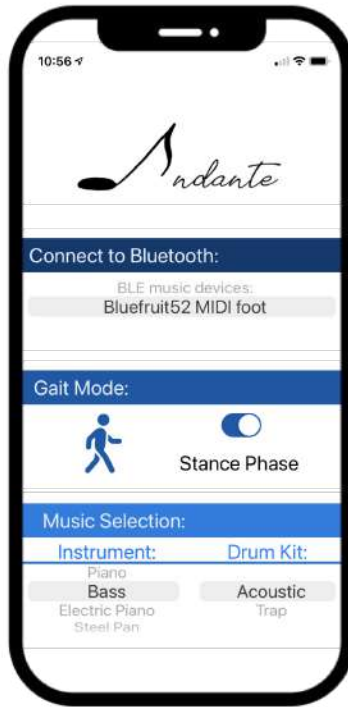 10:56
Andante
Connect to Bluetooth:
BLE music devices:
Bluefruit52 MIDI foot
Gait Mode:
Stance Phase
Music Selection:
Instrument: Drum Kit:
Piano
Bass Acoustic
Electric Piano Trap
Steel Pan